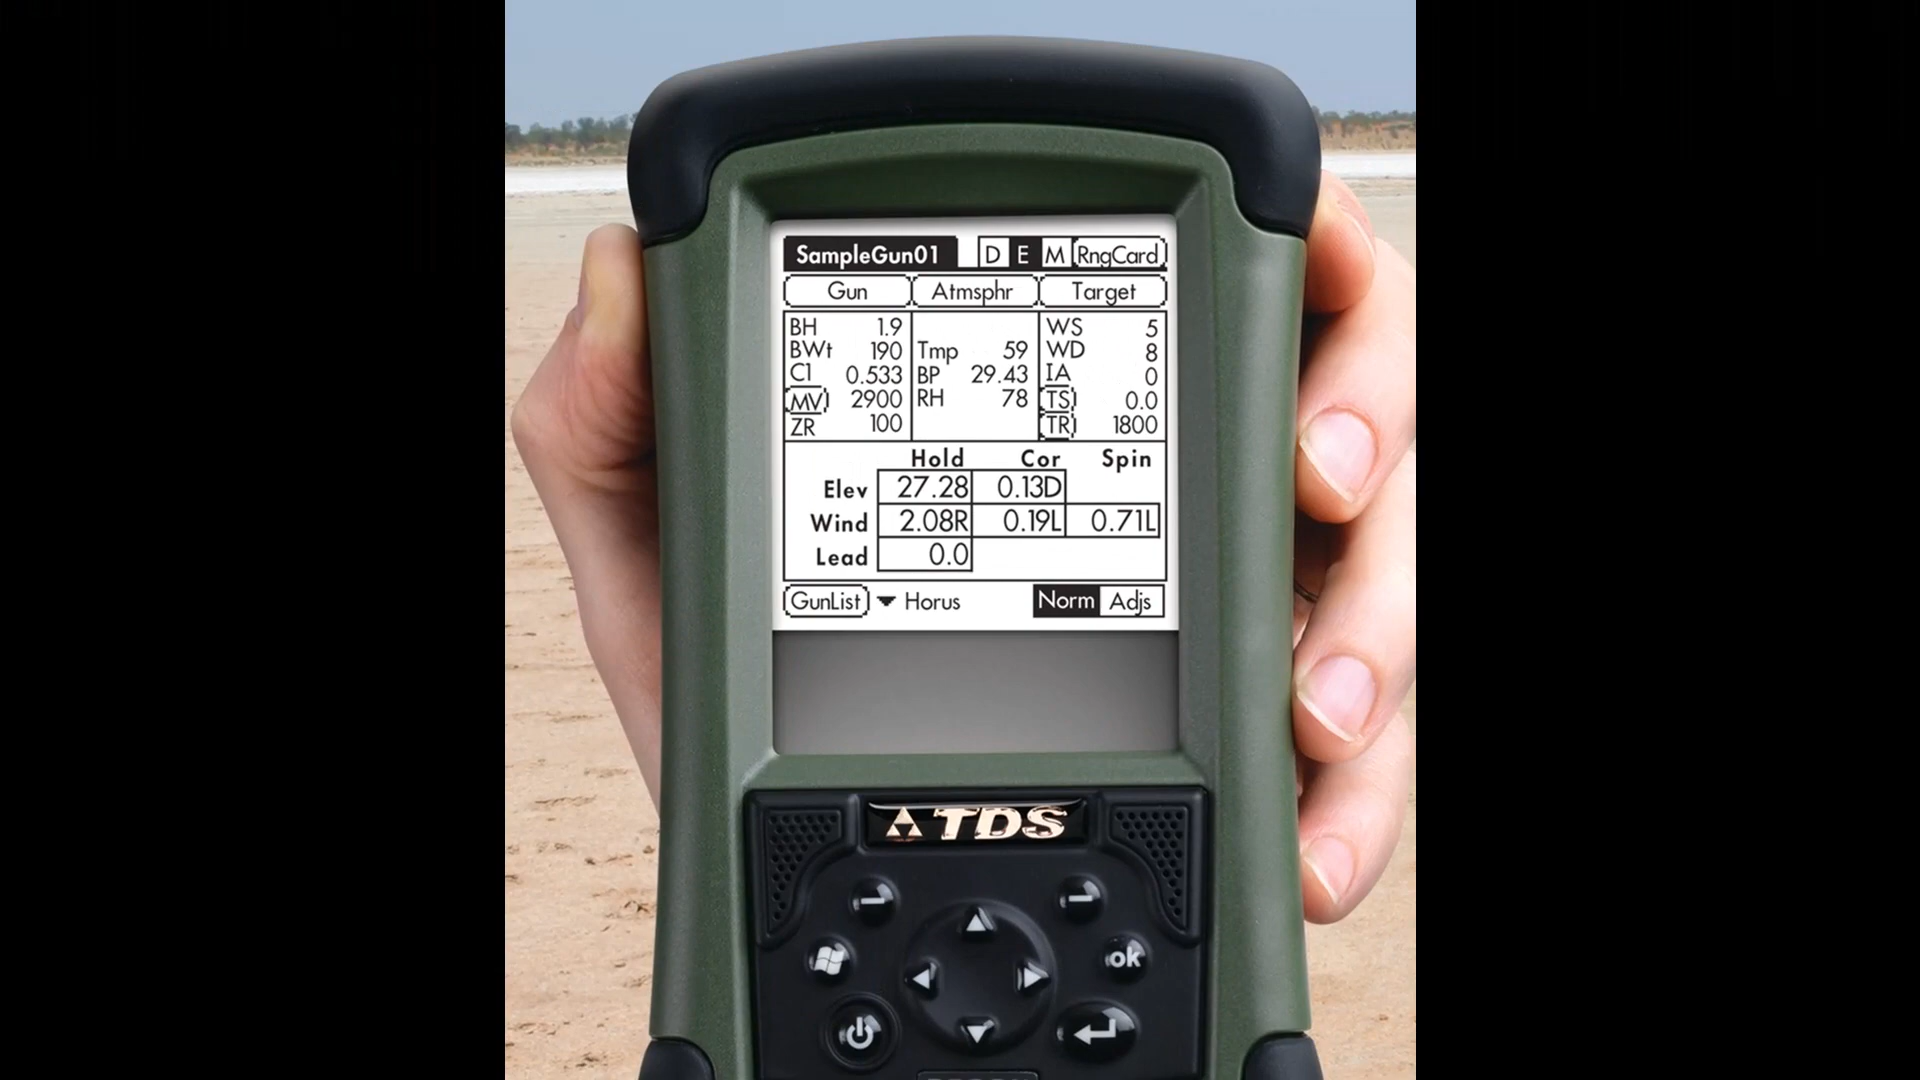 SampleGun01 D E M RngCard
Gun Atmsphr Target
BH 1.9 WS 5
BWt 190 Tmp 59 WD 8
C1 0.533 BP 29.43 IA 0
MV 2900 RH 78 TS 0.0
ZR 100 TR 1800
Hold Cor Spin
Elev 27.28 0.13D
Wind 2.08R 0.19L 0.71L
Lead 0.0
GunList Horus Norm Adjs
TDS
ok